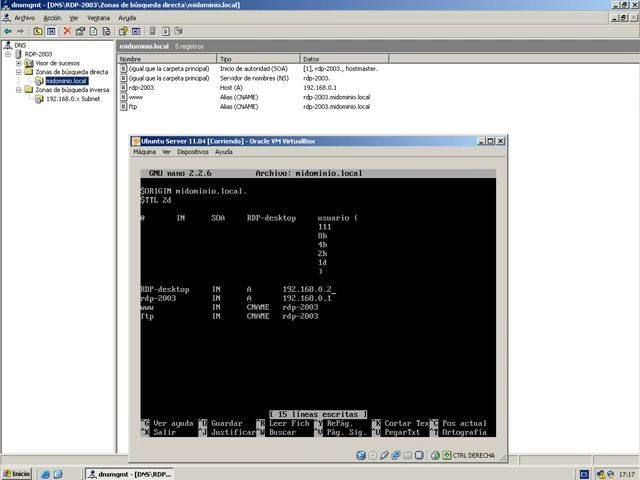 dnsmgmt - [DNS\RDP-2003\Zonas de búsqueda directa\midominio.local]
Archivo Acción Ver Ventana Ayuda
DNS
RDP-2003
Visor de sucesos
Zonas de búsqueda directa
midominio.local
Zonas de búsqueda inversa
192.168.0.x Subnet
midominio.local 5 registros
Nombre Tipo Datos
(igual que la carpeta principal) Inicio de autoridad (SOA) [1], rdp-2003., hostmaster.
(igual que la carpeta principal) Servidor de nombres (NS) rdp-2003.
rdp-2003 Host (A) 192.168.0.1
www Alias (CNAME) rdp-2003.midominio.local
ftp Alias (CNAME) rdp-2003.midominio.local
Ubuntu Server 11.04 [Corriendo] - Oracle VM VirtualBox
Máquina Ver Dispositivos Ayuda
GNU nano 2.2.6 Archivo: midominio.local
$ORIGIN midominio.local.
$TTL 2d
@ IN SOA RDP-desktop usuario (
111
8h
4h
2h
1d
)
RDP-desktop IN A 192.168.0.2_
rdp-2003 IN A 192.168.0.1
www IN CNAME rdp-2003
ftp IN CNAME rdp-2003
[ 15 líneas escritas ]
^G Ver ayuda ^O Guardar ^R Leer Fich ^Y RePág. ^K Cortar Tex ^C Pos actual
^X Salir ^J Justificar ^W Buscar ^V Pág. Sig. ^U PegarTxt ^T Ortografía
CTRL DERECHA
Inicio
dnsmgmt - [DNS\RDP...
ES
17:17